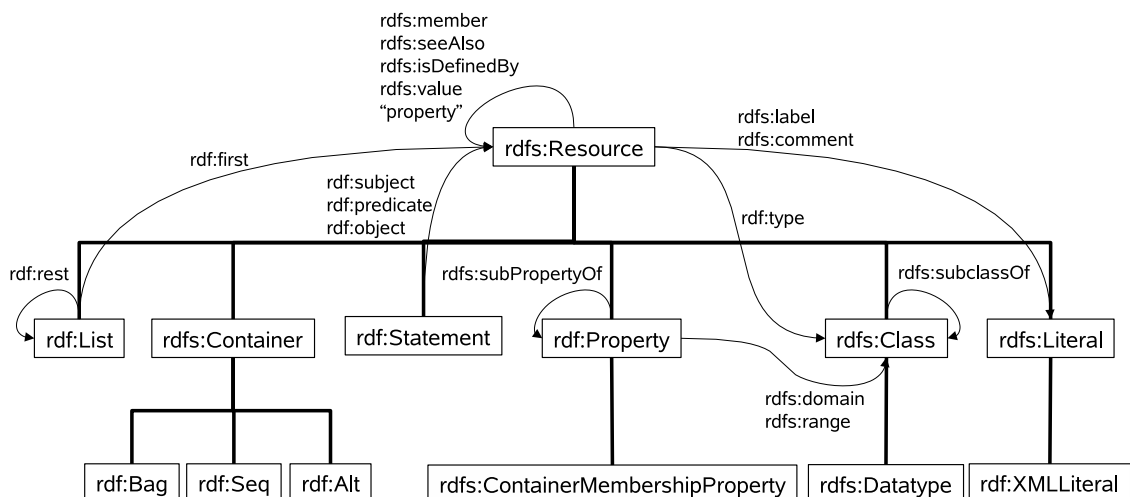 rdfs:member
rdfs:seeAlso
rdfs:isDefinedBy
rdfs:value
“property”
rdfs:label
rdfs:comment
rdfs:Resource
rdf:first
rdf:subject
rdf:predicate
rdf:object
rdf:type
rdf:rest
rdfs:subPropertyOf
rdfs:subclassOf
rdf:List
rdfs:Container
rdf:Statement
rdf:Property
rdfs:Class
rdfs:Literal
rdfs:domain
rdfs:range
rdf:Bag
rdf:Seq
rdf:Alt
rdfs:ContainerMembershipProperty
rdfs:Datatype
rdf:XMLLiteral